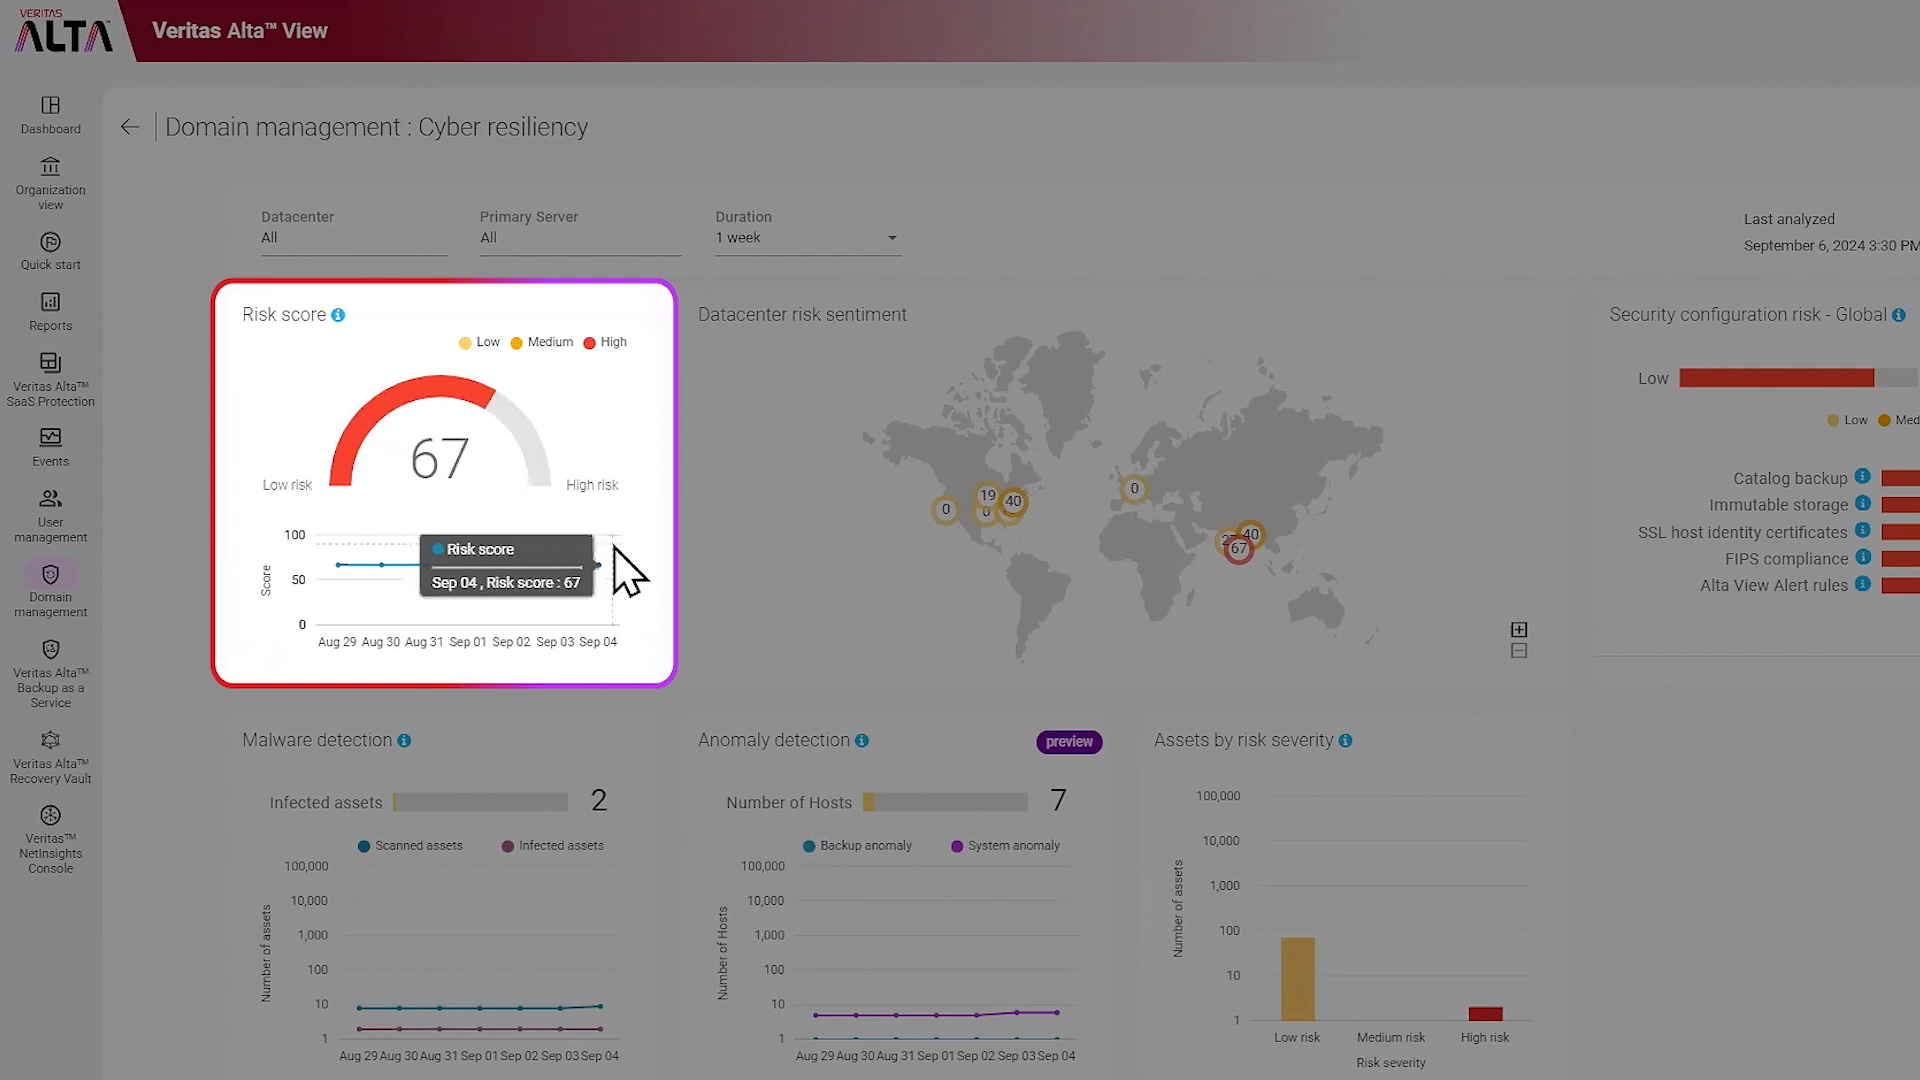 VERITAS
ALTA™
Veritas Alta™ View
Dashboard
Organization
view
Quick start
Reports
Veritas Alta™
SaaS Protection
Events
User
management
Domain
management
Veritas Alta™
Backup as a
Service
Veritas Alta™
Recovery Vault
Veritas™
NetInsights
Console
Domain management : Cyber resiliency
Datacenter
All
Primary Server
All
Duration
1 week
Last analyzed
September 6, 2024 3:30 PM
Risk score
Low Medium High
67
Low risk High risk
100
50
0
Score
Risk score
Sep 04 , Risk score : 67
Aug 29 Aug 30 Aug 31 Sep 01 Sep 02 Sep 03 Sep 04
Datacenter risk sentiment
0
19
40
0
0
40
67
Security configuration risk - Global
Low
Low Med
Catalog backup
Immutable storage
SSL host identity certificates
FIPS compliance
Alta View Alert rules
Malware detection
Infected assets 2
Scanned assets Infected assets
100,000
10,000
1,000
100
10
1
Number of assets
Aug 29 Aug 30 Aug 31 Sep 01 Sep 02 Sep 03 Sep 04
Anomaly detection
preview
Number of Hosts 7
Backup anomaly System anomaly
100,000
10,000
1,000
100
10
1
Number of Hosts
Aug 29 Aug 30 Aug 31 Sep 01 Sep 02 Sep 03 Sep 04
Assets by risk severity
100,000
10,000
1,000
100
10
1
Number of assets
Low risk Medium risk High risk
Risk severity